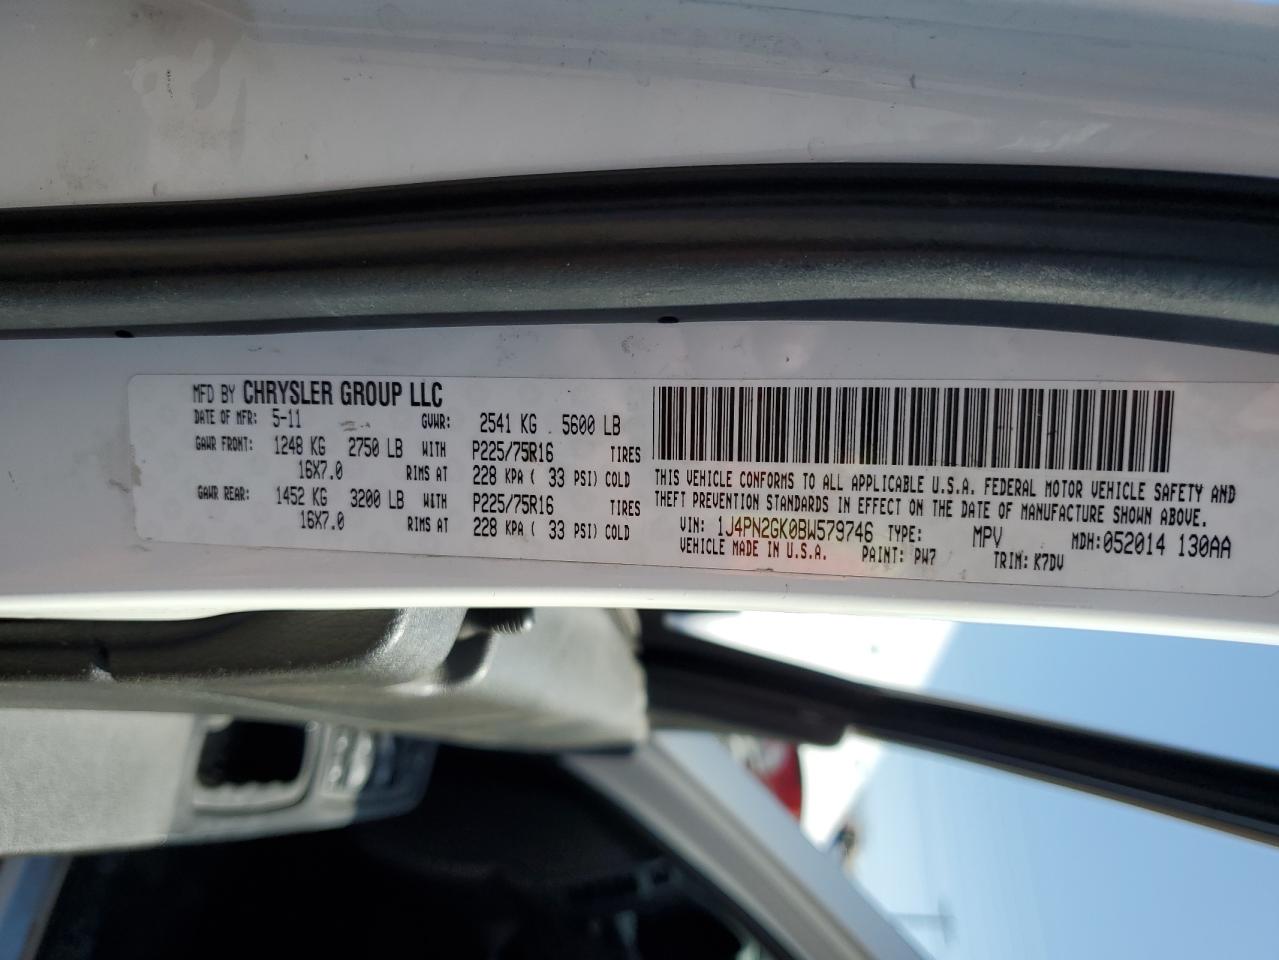 MFD BY CHRYSLER GROUP LLC
DATE OF MFR: 5-11 GVWR: 2541 KG 5600 LB
GAWR FRONT: 1248 KG 2750 LB WITH P225/75R16 TIRES
16X7.0 RIMS AT 228 KPA ( 33 PSI) COLD
GAWR REAR: 1452 KG 3200 LB WITH P225/75R16 TIRES
16X7.0 RIMS AT 228 KPA ( 33 PSI) COLD
THIS VEHICLE CONFORMS TO ALL APPLICABLE U.S.A. FEDERAL MOTOR VEHICLE SAFETY AND
THEFT PREVENTION STANDARDS IN EFFECT ON THE DATE OF MANUFACTURE SHOWN ABOVE.
VIN: 1J4PN2GK0BW579746 TYPE: MPV MDH:052014 130AA
VEHICLE MADE IN U.S.A. PAINT: PW7 TRIM: K7DV